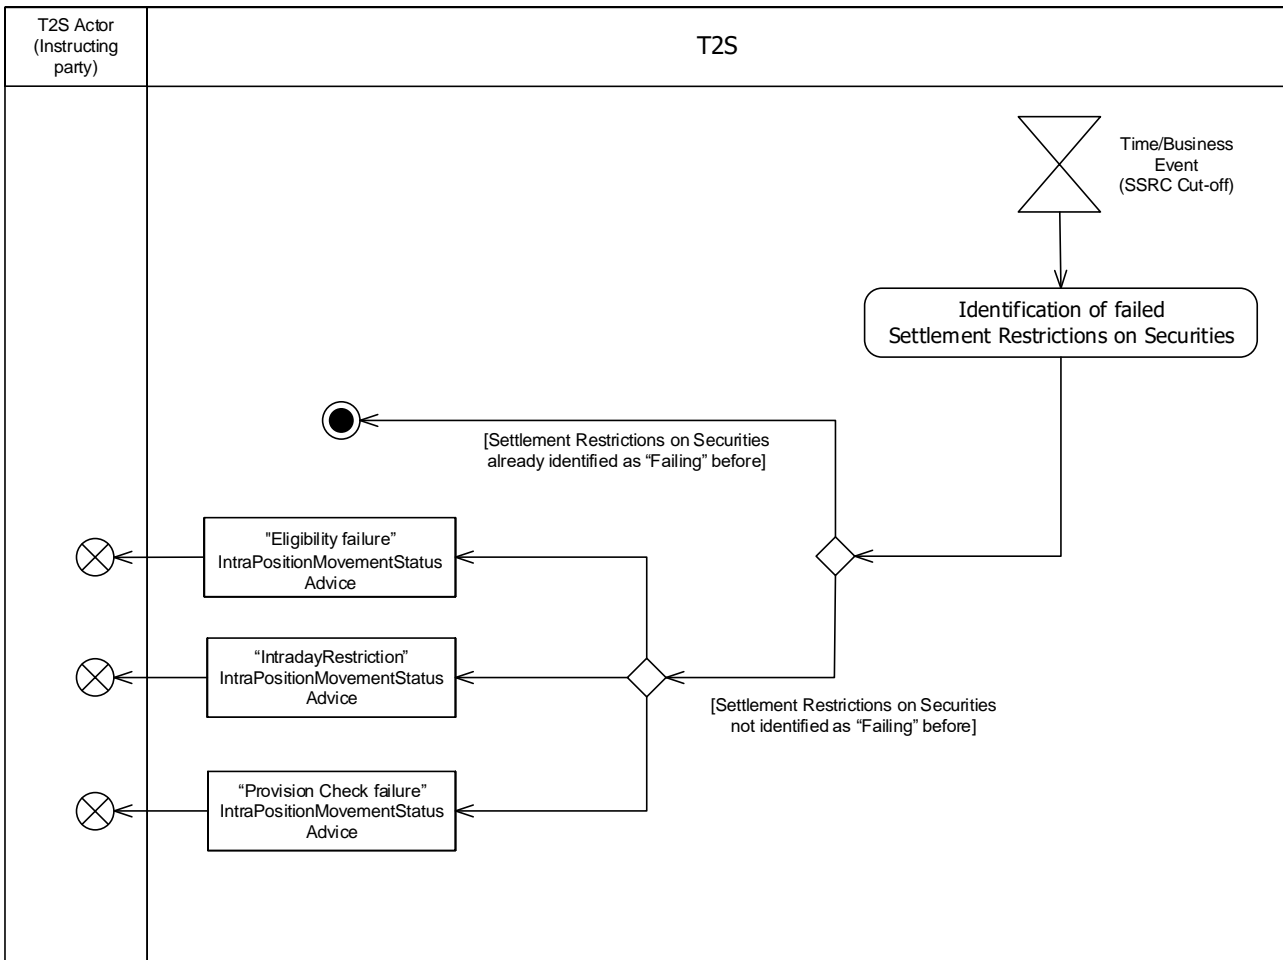 T2S Actor
(Instructing
party)
T2S
Time/Business
Event
(SSRC Cut-off)
Identification of failed
Settlement Restrictions on Securities
[Settlement Restrictions on Securities
already identified as “Failing” before]
"Eligibility failure”
IntraPositionMovementStatus
Advice
“IntradayRestriction”
IntraPositionMovementStatus
Advice
[Settlement Restrictions on Securities
not identified as “Failing” before]
“Provision Check failure”
IntraPositionMovementStatus
Advice